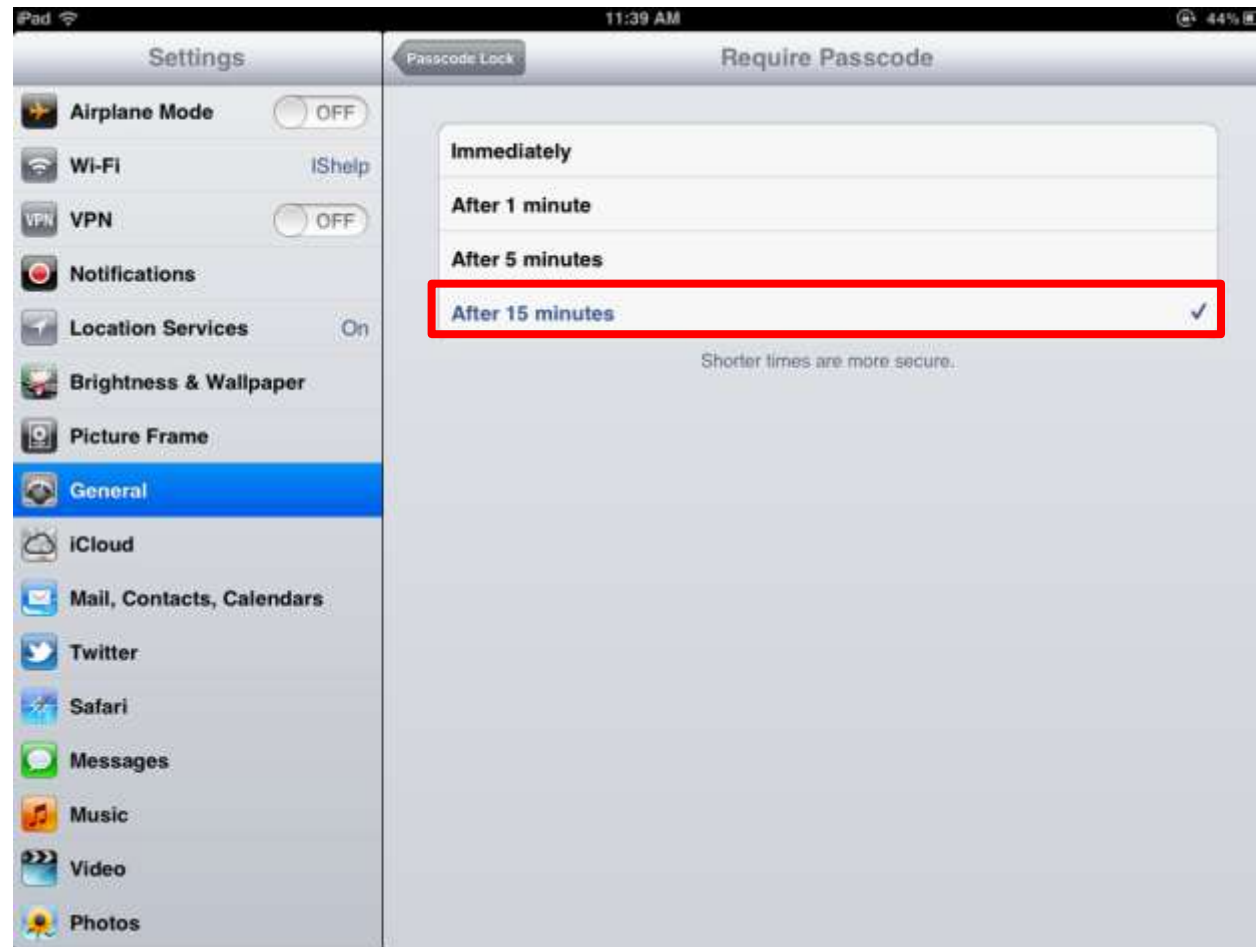 iPad 11:39 AM 44%
Settings
Airplane Mode OFF
Wi-Fi IShelp
VPN VPN OFF
Notifications
Location Services On
Brightness & Wallpaper
Picture Frame
General
iCloud
Mail, Contacts, Calendars
Twitter
Safari
Messages
Music
Video
Photos
Passcode Lock Require Passcode
Immediately
After 1 minute
After 5 minutes
After 15 minutes ✓
Shorter times are more secure.